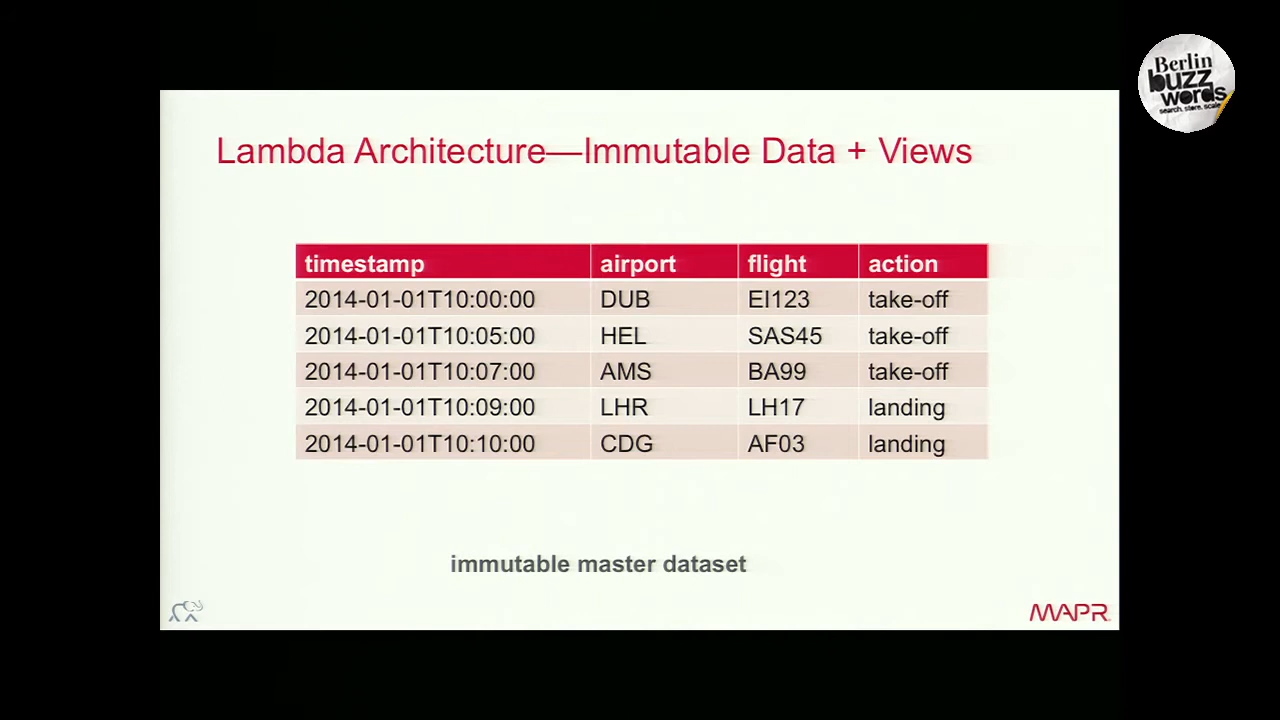 Berlin
buzz
words
search. store. scale.
Lambda Architecture—Immutable Data + Views
timestamp airport flight action
2014-01-01T10:00:00 DUB EI123 take-off
2014-01-01T10:05:00 HEL SAS45 take-off
2014-01-01T10:07:00 AMS BA99 take-off
2014-01-01T10:09:00 LHR LH17 landing
2014-01-01T10:10:00 CDG AF03 landing
immutable master dataset
MAPR